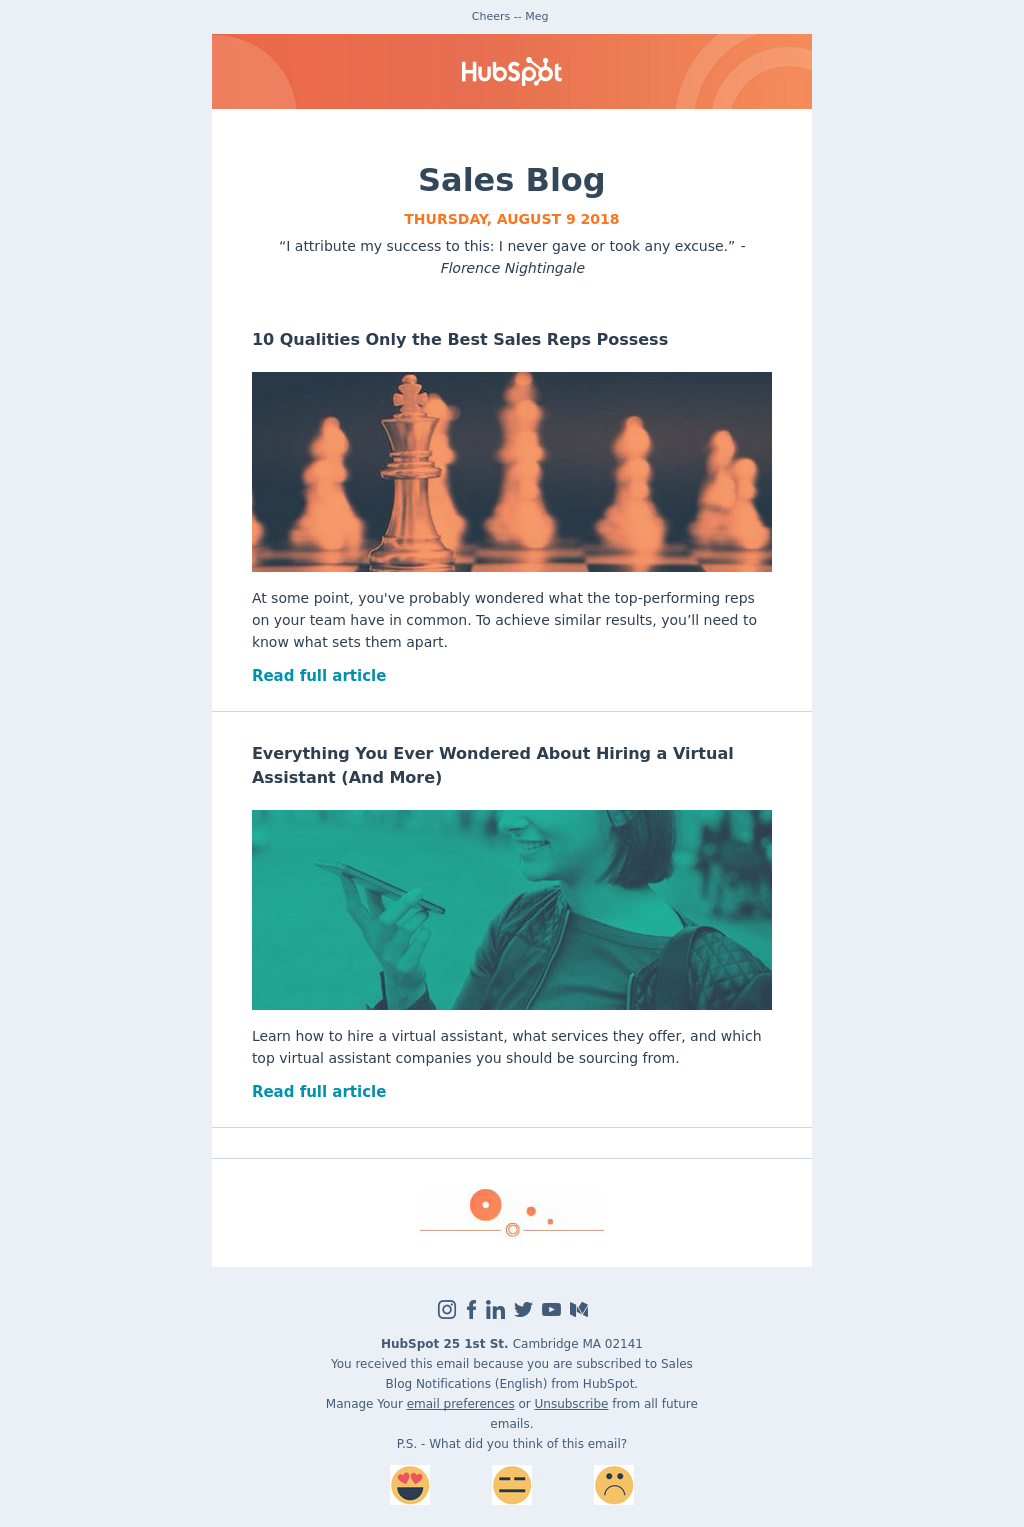 Cheers -- Meg
HubSpot
Sales Blog
THURSDAY, AUGUST 9 2018
“I attribute my success to this: I never gave or took any excuse.” -
Florence Nightingale
10 Qualities Only the Best Sales Reps Possess
At some point, you've probably wondered what the top-performing reps
on your team have in common. To achieve similar results, you’ll need to
know what sets them apart.
Read full article
Everything You Ever Wondered About Hiring a Virtual
Assistant (And More)
Learn how to hire a virtual assistant, what services they offer, and which
top virtual assistant companies you should be sourcing from.
Read full article
HubSpot 25 1st St. Cambridge MA 02141
You received this email because you are subscribed to Sales
Blog Notifications (English) from HubSpot.
Manage Your email preferences or Unsubscribe from all future
emails.
P.S. - What did you think of this email?